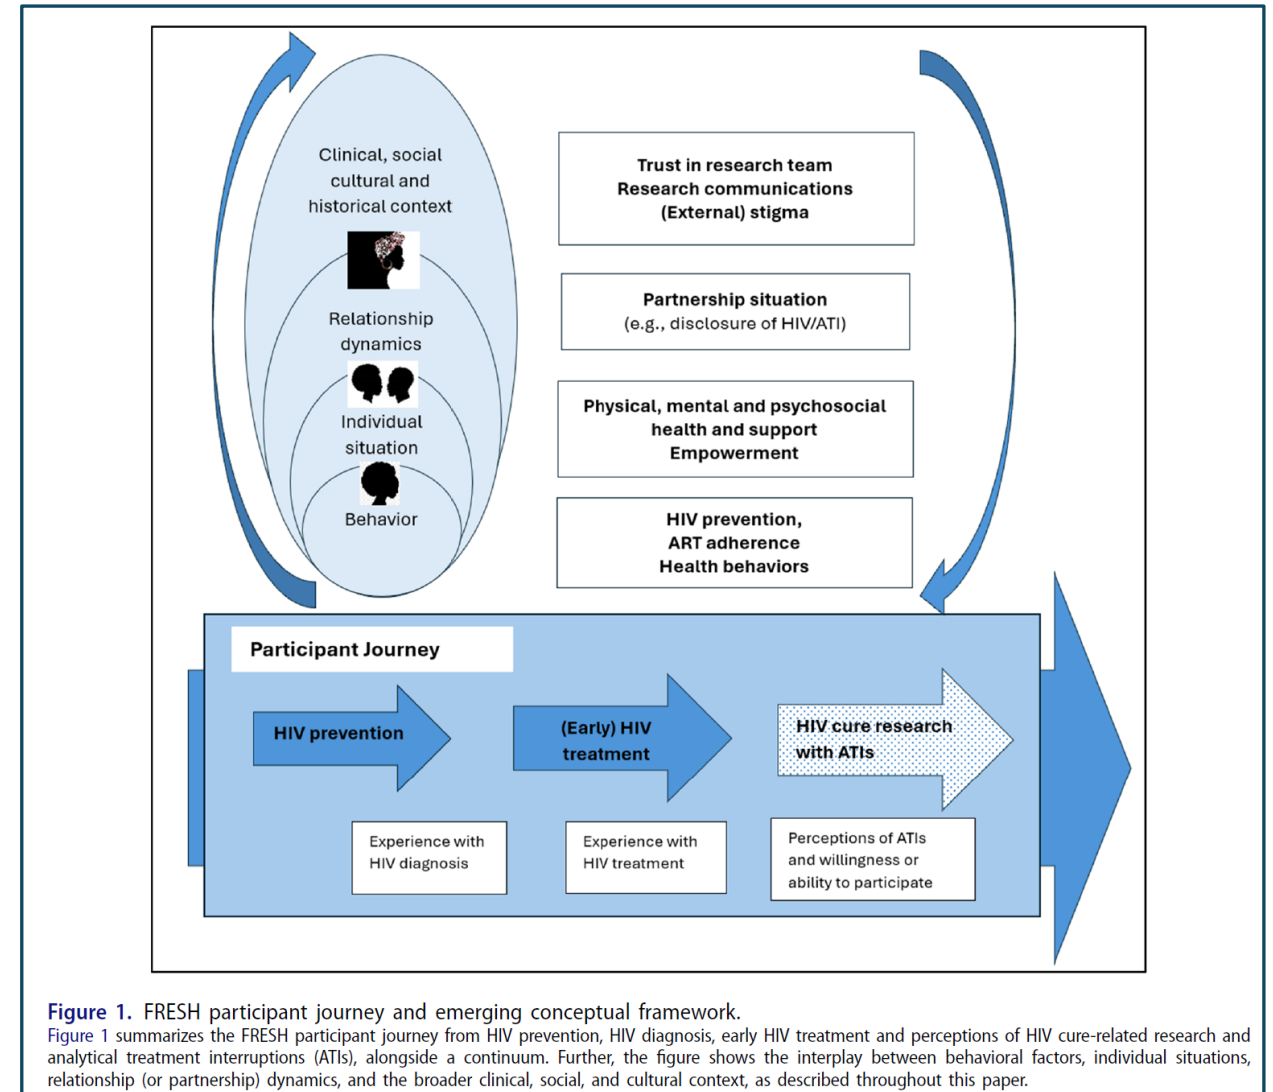 Clinical, social
cultural and
historical context
Relationship
dynamics
Individual
situation
Behavior
Trust in research team
Research communications
(External) stigma
Partnership situation
(e.g., disclosure of HIV/ATI)
Physical, mental and psychosocial
health and support
Empowerment
HIV prevention,
ART adherence
Health behaviors
Participant Journey
HIV prevention
(Early) HIV
treatment
HIV cure research
with ATIs
Experience with
HIV diagnosis
Experience with
HIV treatment
Perceptions of ATIs
and willingness or
ability to participate
Figure 1. FRESH participant journey and emerging conceptual framework.
Figure 1 summarizes the FRESH participant journey from HIV prevention, HIV diagnosis, early HIV treatment and perceptions of HIV cure-related research and
analytical treatment interruptions (ATIs), alongside a continuum. Further, the figure shows the interplay between behavioral factors, individual situations,
relationship (or partnership) dynamics, and the broader clinical, social, and cultural context, as described throughout this paper.